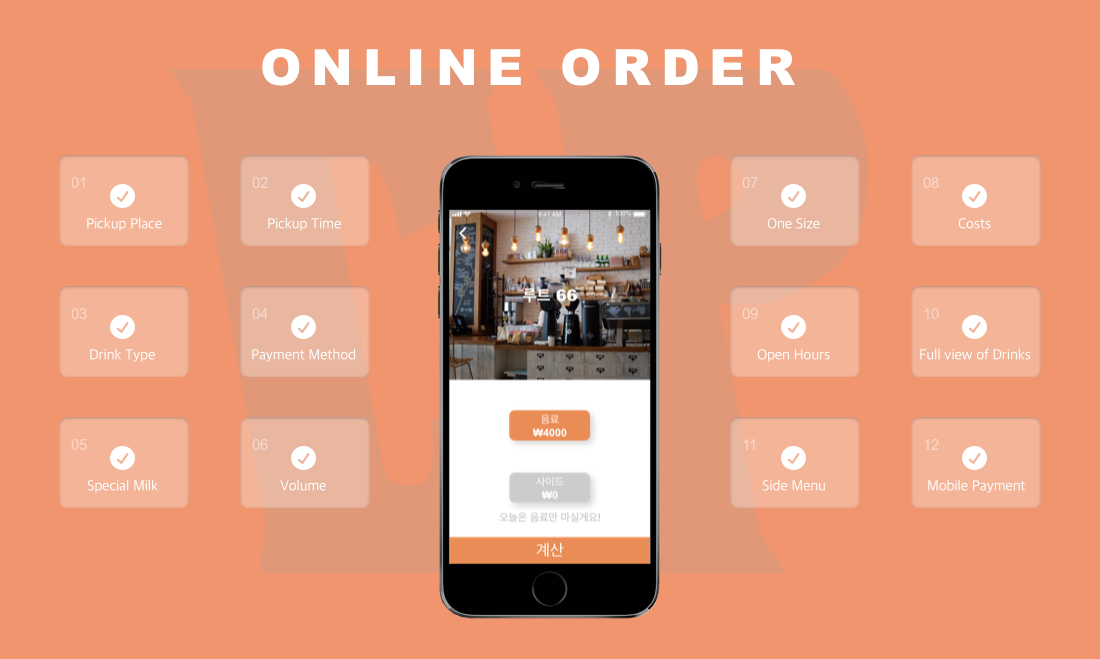 ONLINE ORDER
01
Pickup Place
02
Pickup Time
03
Drink Type
04
Payment Method
05
Special Milk
06
Volume
9:41 AM
100%
루트 66
음료
₩4000
사이드
₩0
오늘은 음료만 마실게요!
계산
07
One Size
08
Costs
09
Open Hours
10
Full view of Drinks
11
Side Menu
12
Mobile Payment